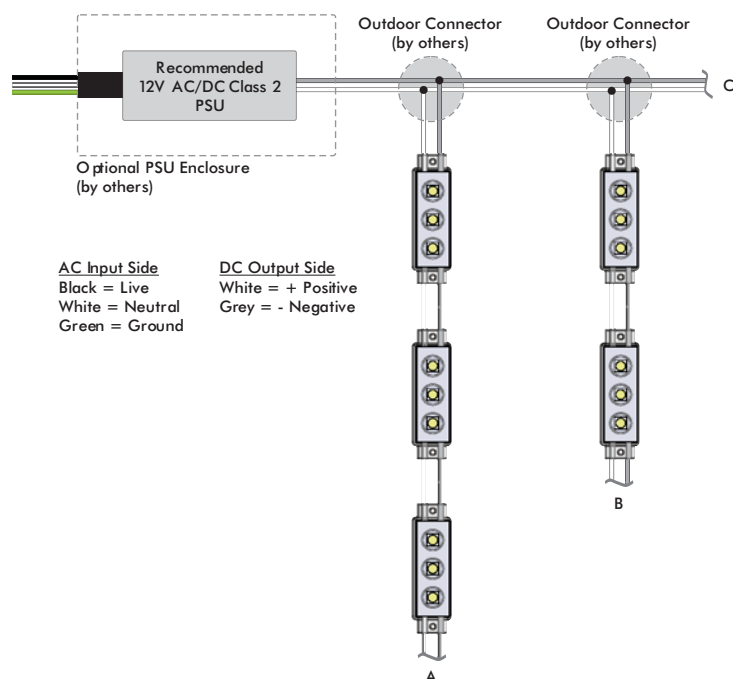 Outdoor Connector
(by others)
Outdoor Connector
(by others)
Recommended
12V AC/DC Class 2
PSU
C
Optional PSU Enclosure
(by others)
AC Input Side
Black = Live
White = Neutral
Green = Ground
DC Output Side
White = + Positive
Grey = - Negative
B
A